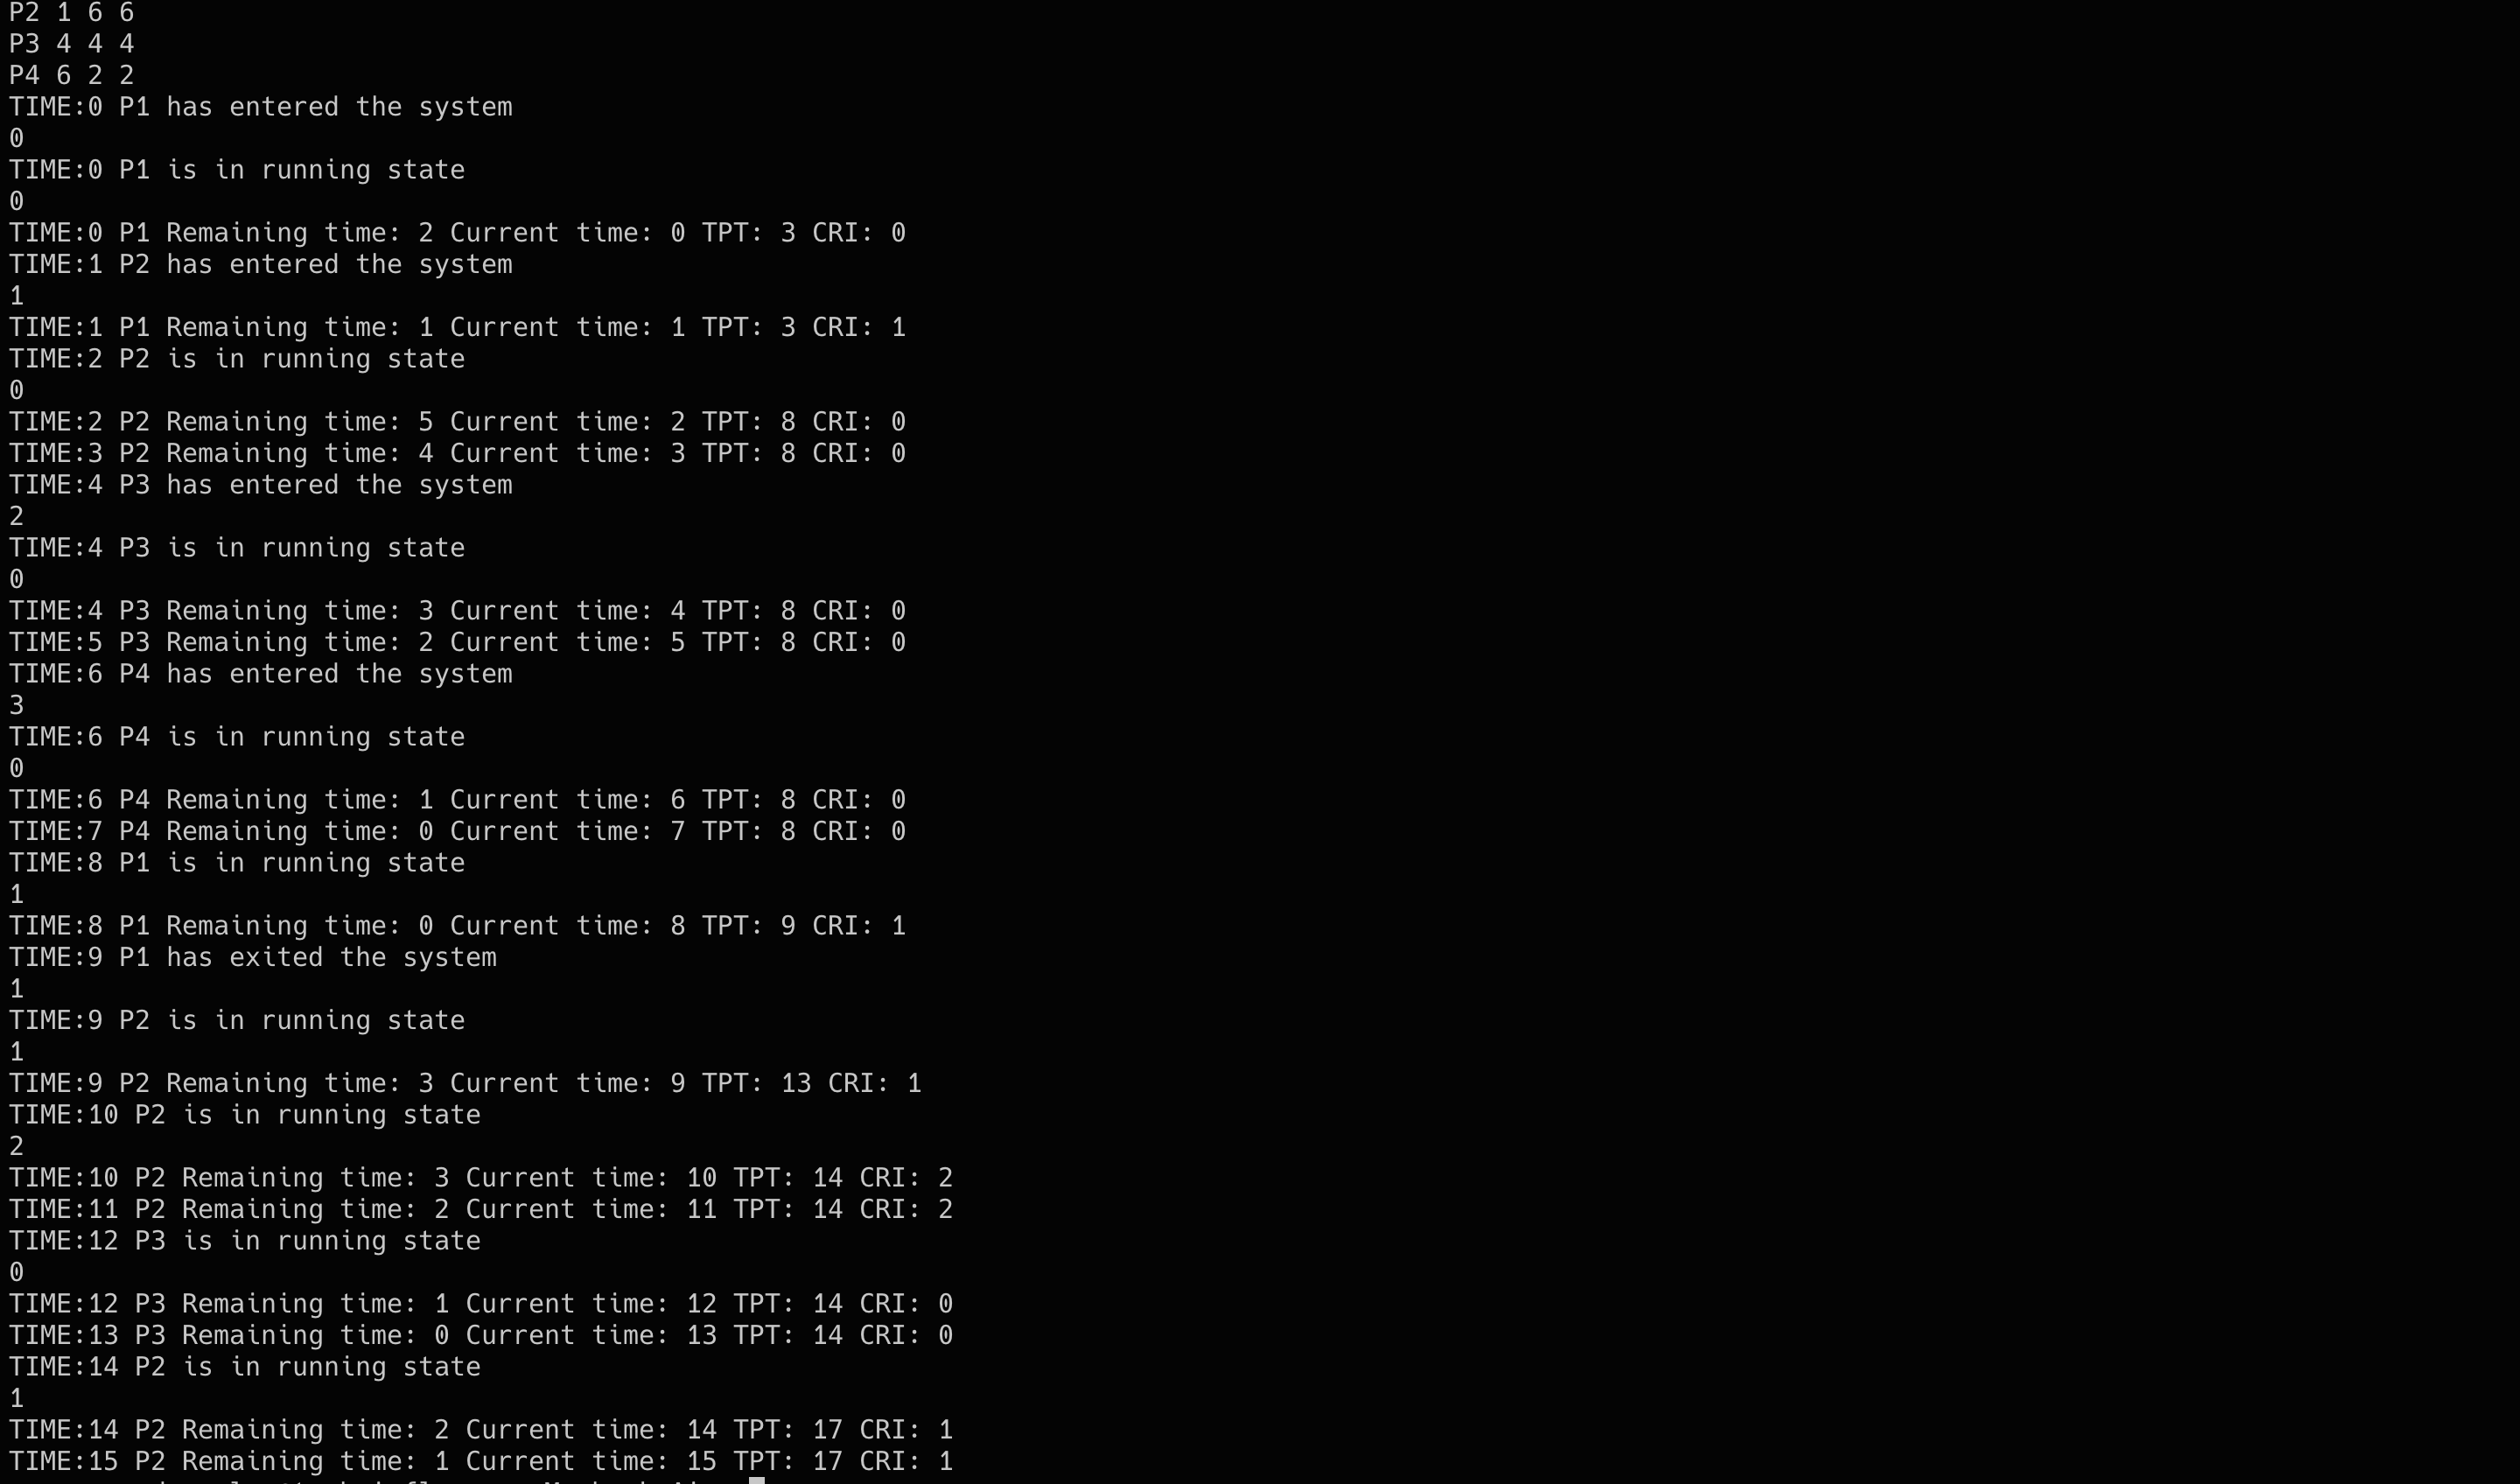 P2 1 6 6
P3 4 4 4
P4 6 2 2
TIME:0 P1 has entered the system
0
TIME:0 P1 is in running state
0
TIME:0 P1 Remaining time: 2 Current time: 0 TPT: 3 CRI: 0
TIME:1 P2 has entered the system
1
TIME:1 P1 Remaining time: 1 Current time: 1 TPT: 3 CRI: 1
TIME:2 P2 is in running state
0
TIME:2 P2 Remaining time: 5 Current time: 2 TPT: 8 CRI: 0
TIME:3 P2 Remaining time: 4 Current time: 3 TPT: 8 CRI: 0
TIME:4 P3 has entered the system
2
TIME:4 P3 is in running state
0
TIME:4 P3 Remaining time: 3 Current time: 4 TPT: 8 CRI: 0
TIME:5 P3 Remaining time: 2 Current time: 5 TPT: 8 CRI: 0
TIME:6 P4 has entered the system
3
TIME:6 P4 is in running state
0
TIME:6 P4 Remaining time: 1 Current time: 6 TPT: 8 CRI: 0
TIME:7 P4 Remaining time: 0 Current time: 7 TPT: 8 CRI: 0
TIME:8 P1 is in running state
1
TIME:8 P1 Remaining time: 0 Current time: 8 TPT: 9 CRI: 1
TIME:9 P1 has exited the system
1
TIME:9 P2 is in running state
1
TIME:9 P2 Remaining time: 3 Current time: 9 TPT: 13 CRI: 1
TIME:10 P2 is in running state
2
TIME:10 P2 Remaining time: 3 Current time: 10 TPT: 14 CRI: 2
TIME:11 P2 Remaining time: 2 Current time: 11 TPT: 14 CRI: 2
TIME:12 P3 is in running state
0
TIME:12 P3 Remaining time: 1 Current time: 12 TPT: 14 CRI: 0
TIME:13 P3 Remaining time: 0 Current time: 13 TPT: 14 CRI: 0
TIME:14 P2 is in running state
1
TIME:14 P2 Remaining time: 2 Current time: 14 TPT: 17 CRI: 1
TIME:15 P2 Remaining time: 1 Current time: 15 TPT: 17 CRI: 1